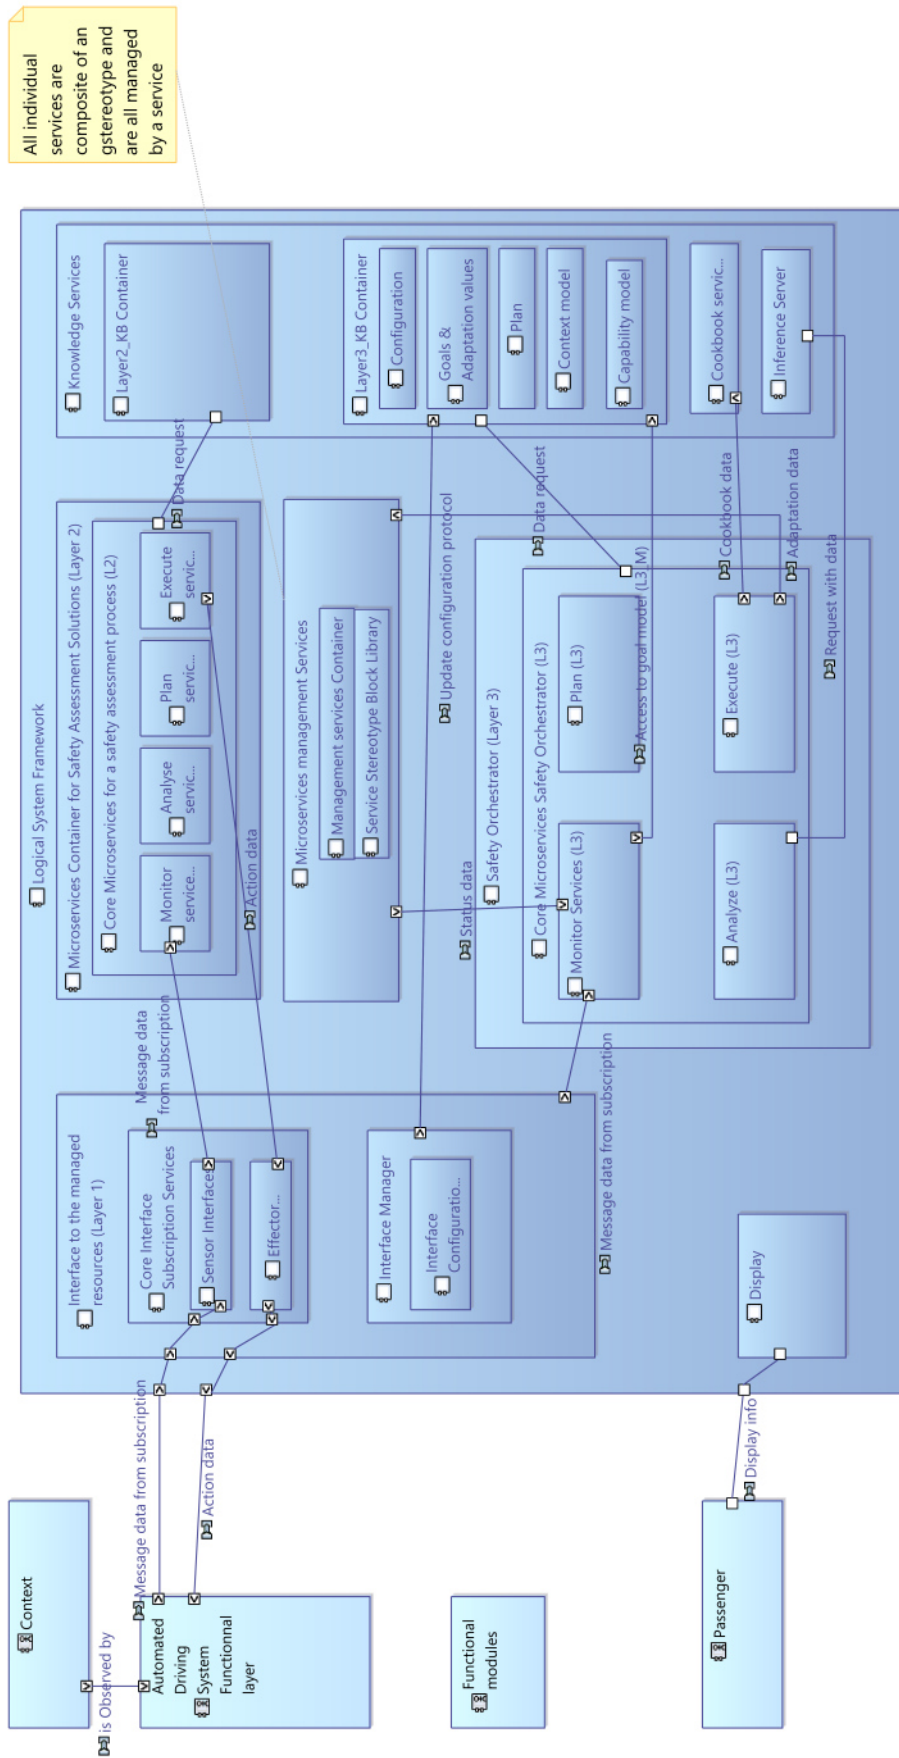 All individual
services are
composite of an
gstereotype and
are all managed
by a service
Context
is Observed by
Automated
Driving
System
Functionnal
layer
Functional
modules
Passenger
Message data from subscription
Action data
Display info
Logical System Framework
Interface to the managed
resources (Layer 1)
Core Interface
Subscription Services
Sensor Interfaces
Effector...
Interface Manager
Interface
Configuratio...
Display
Message data
from subscription
Action data
Message data from subscription
Microservices Container for Safety Assessment Solutions (Layer 2)
Core Microservices for a safety assessment process (L2)
Monitor
service...
Analyse
servic...
Plan
servic...
Execute
servic...
Data request
Microservices management Services
Management services Container
Service Stereotype Block Library
Update configuration protocol
Status data
Safety Orchestrator (Layer 3)
Core Microservices Safety Orchestrator (L3)
Monitor Services (L3)
Plan (L3)
Access to goal model (L3_M)
Analyze (L3)
Execute (L3)
Data request
Cookbook data
Adaptation data
Request with data
Knowledge Services
Layer2_KB Container
Layer3_KB Container
Configuration
Goals &
Adaptation values
Plan
Context model
Capability model
Cookbook servic...
Inference Server